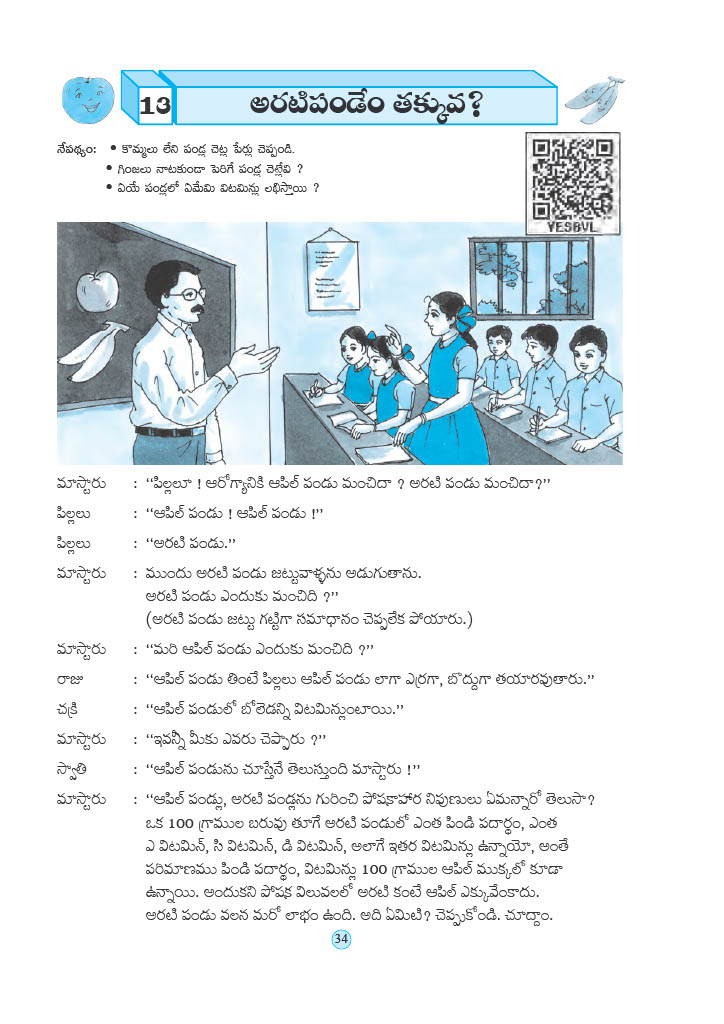 13
అరటిపండేం తక్కువ?
నేపథ్యం: • కొమ్మలు లేని పండ్ల చెట్ల పేర్లు చెప్పండి.
• గింజలు నాటకుండా పెరిగే పండ్ల చెట్లేవి ?
• ఏయే పండ్లలో ఏమేమి విటమిన్లు లభిస్తాయి ?
YESBVL
మాస్టారు : ‘‘పిల్లలూ ! ఆరోగ్యానికి ఆపిల్ పండు మంచిదా ? అరటి పండు మంచిదా?’’
పిల్లలు : ‘‘ఆపిల్ పండు ! ఆపిల్ పండు !’’
పిల్లలు : ‘‘అరటి పండు.’’
మాస్టారు : ముందు అరటి పండు జట్టువాళ్ళను అడుగుతాను.
అరటి పండు ఎందుకు మంచిది ?’’
(అరటి పండు జట్టు గట్టిగా సమాధానం చెప్పలేక పోయారు.)
మాస్టారు : ‘‘మరి ఆపిల్ పండు ఎందుకు మంచిది ?’’
రాజు : ‘‘ఆపిల్ పండు తింటే పిల్లలు ఆపిల్ పండు లాగా ఎర్రగా, బొద్దుగా తయారవుతారు.’’
చక్రి : ‘‘ఆపిల్ పండులో బోలెడన్ని విటమిన్లుంటాయి.’’
మాస్టారు : ‘‘ఇవన్నీ మీకు ఎవరు చెప్పారు ?’’
స్వాతి : ‘‘ఆపిల్ పండును చూస్తేనే తెలుస్తుంది మాస్టారు !’’
మాస్టారు : ‘‘ఆపిల్ పండ్లు, అరటి పండ్లను గురించి పోషకాహార నిపుణులు ఏమన్నారో తెలుసా?
ఒక 100 గ్రాముల బరువు తూగే అరటి పండులో ఎంత పిండి పదార్థం, ఎంత
ఎ విటమిన్, సి విటమిన్, డి విటమిన్, అలాగే ఇతర విటమిన్లు ఉన్నాయో, అంతే
పరిమాణము పిండి పదార్థం, విటమిన్లు 100 గ్రాముల ఆపిల్ ముక్కలో కూడా
ఉన్నాయి. అందుకని పోషక విలువలలో అరటి కంటే ఆపిల్ ఎక్కువేంకాదు.
అరటి పండు వలన మరో లాభం ఉంది. అది ఏమిటి? చెప్పుకోండి. చూద్దాం.
34